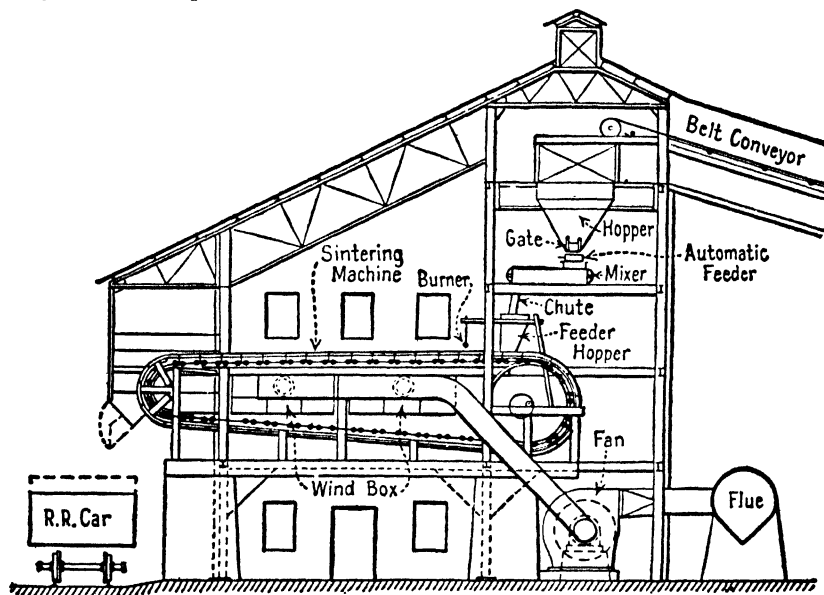 Belt Conveyor
Hopper
Gate
Automatic
Feeder
Mixer
Sintering
Machine
Burner
Chute
Feeder
Hopper
Fan
Wind Box
Flue
R.R. Car